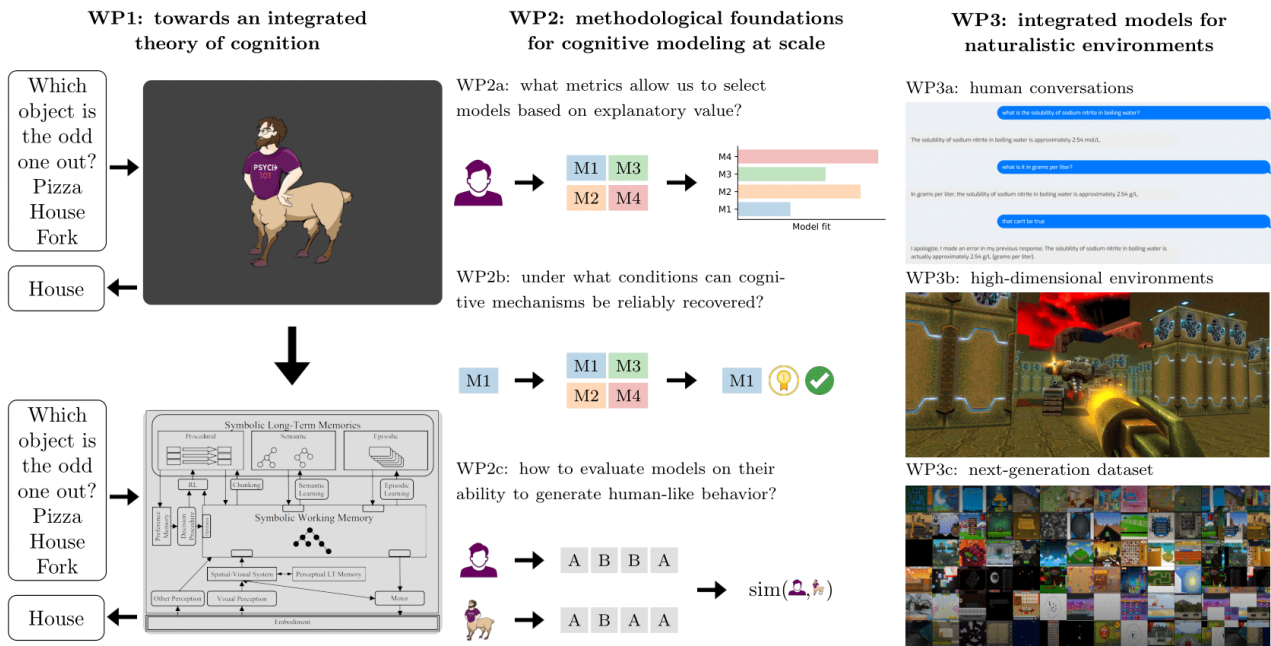 WP1: towards an integrated
theory of cognition
Which
object is
the odd
one out?
Pizza
House
Fork
PSYCH
101
House
Which
object is
the odd
one out?
Pizza
House
Fork
House
Symbolic Long-Term Memories
Procedural
Semantic
Episodic
RL
Chunking
Semantic
Learning
Episodic
Learning
Symbolic Working Memory
Preference
Memory
Decision
Procedure
Spatial-Visual System
Perceptual LT Memory
Other Perception
Visual Perception
Motor
Embodiment
WP2: methodological foundations
for cognitive modeling at scale
WP2a: what metrics allow us to select
models based on explanatory value?
M1 M3
M2 M4
M4
M3
M2
M1
Model fit
WP2b: under what conditions can cogni-
tive mechanisms be reliably recovered?
M1
M1 M3
M2 M4
M1
WP2c: how to evaluate models on their
ability to generate human-like behavior?
A B B A
A B A A
sim( , )
WP3: integrated models for
naturalistic environments
WP3a: human conversations
what is the solubility of sodium nitrite in boiling water?
The solubility of sodium nitrite in boiling water is approximately 2.54 mol/L.
what is it in grams per liter?
In grams per liter, the solubility of sodium nitrite in boiling water is approximately 2.54 g/L.
that can't be true
I apologize, I made an error in my previous response. The solubility of sodium nitrite in boiling water is
actually approximately 2.54 g/L (grams per liter).
WP3b: high-dimensional environments
WP3c: next-generation dataset